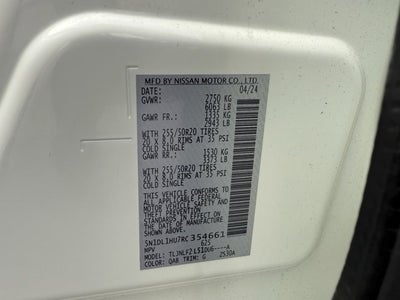 MFD BY NISSAN MOTOR CO., LTD.
DATE: 04/24
GVWR: 2750 KG
6063 LB
GAWR FR.: 1335 KG
2943 LB
WITH 255/50R20 TIRES
20 x 8.0 RIMS AT 35 PSI
COLD SINGLE
GAWR RR.: 1530 KG
3373 LB
WITH 255/50R20 TIRES
20 x 8.0 RIMS AT 35 PSI
COLD SINGLE
THIS VEHICLE CONFORMS TO ALL
APPLICABLE FEDERAL MOTOR VEHICLE
SAFETY AND THEFT PREVENTION
STANDARDS IN EFFECT ON THE DATE
OF MANUFACTURE SHOWN ABOVE.
5N1DL1HU7RC354661
MPV 625
MODEL: TLJNLF2
COLOR: QAB TRIM: G